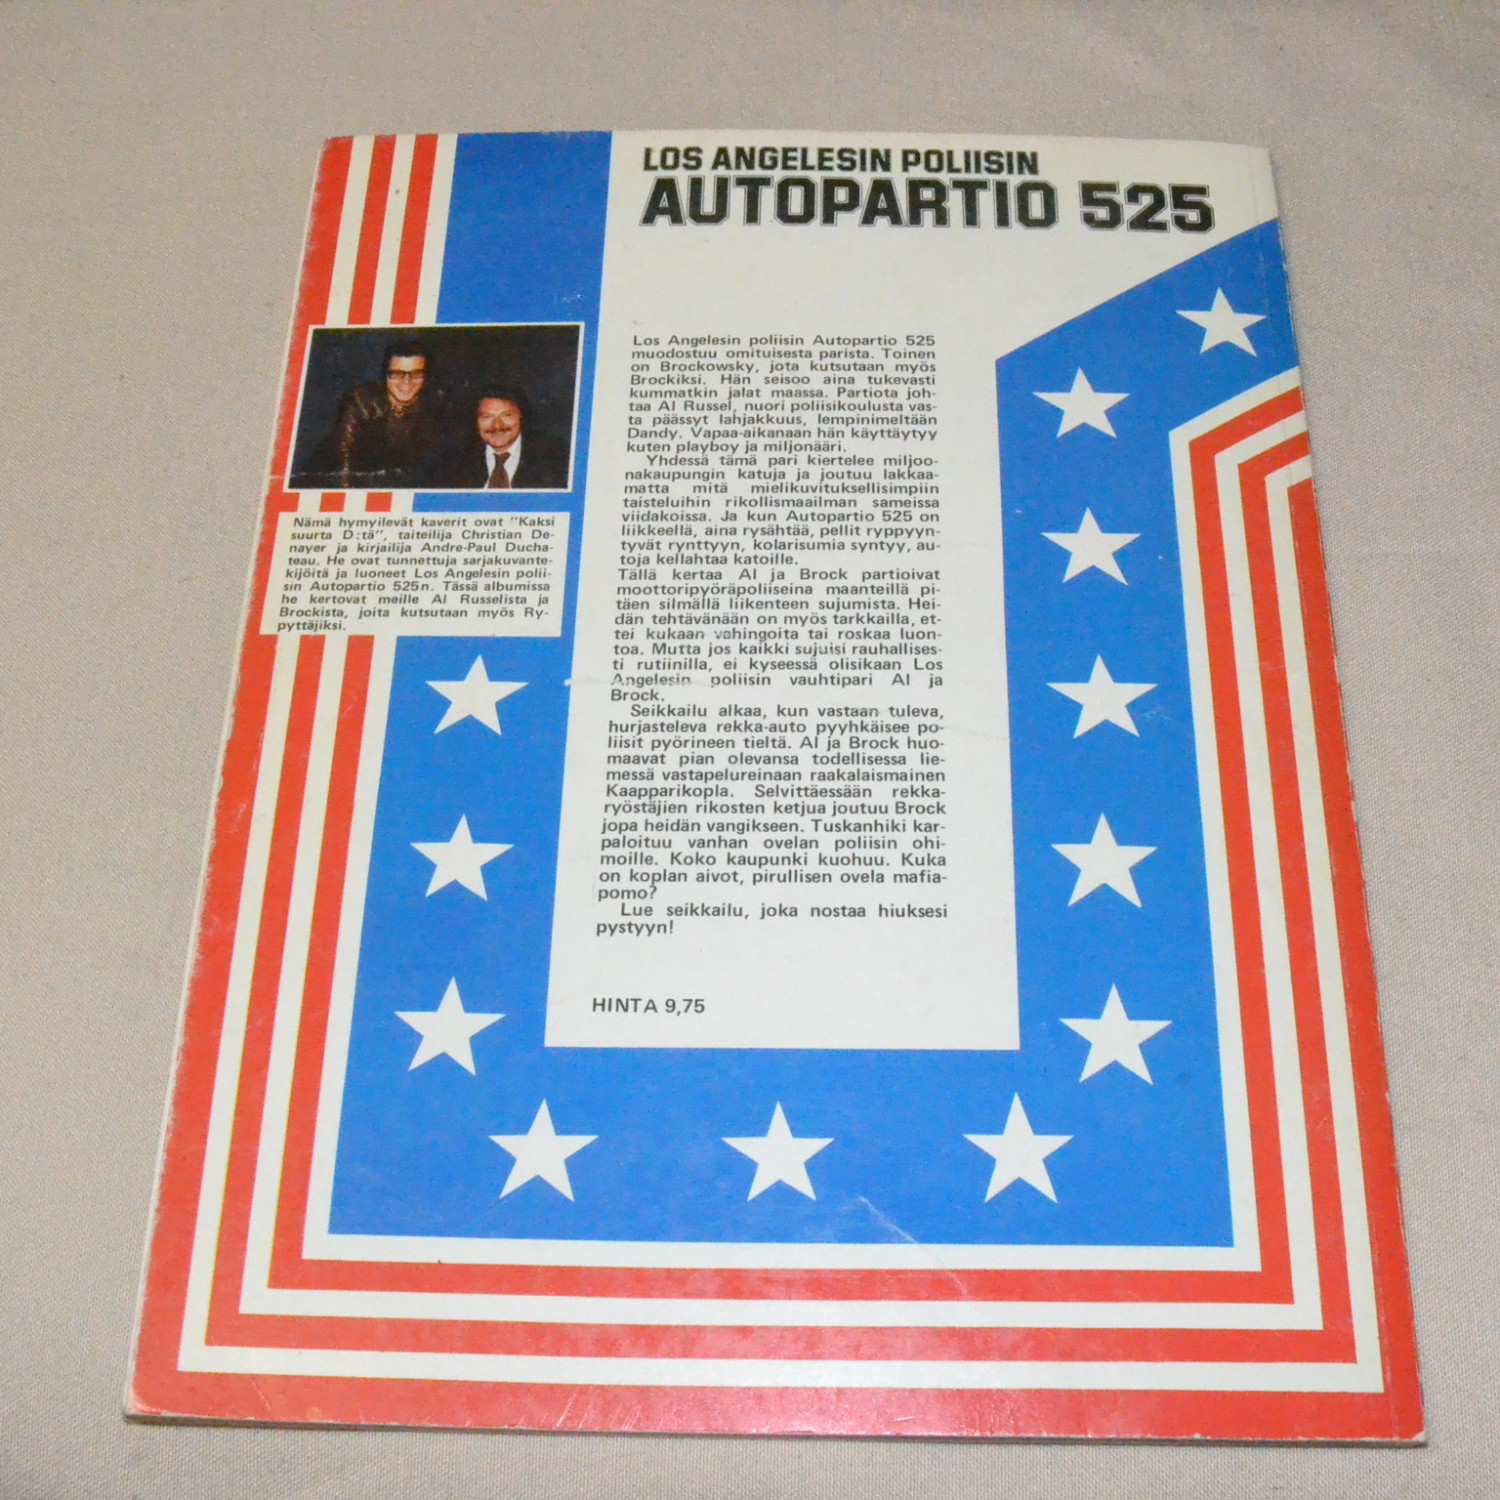 LOS ANGELESIN POLIISIN
AUTOPARTIO 525
Los Angelesin poliisin Autopartio 525
muodostuu omituisesta parista. Toinen
on Brockowsky, jota kutsutaan myös
Brockiksi. Hän seisoo aina tukevasti
kummatkin jalat maassa. Partiota joh-
taa Al Russel, nuori poliisikoulusta vas-
ta päässyt lahjakkuus, lempinimeltään
Dandy. Vapaa-aikanaan hän käyttäytyy
kuten playboy ja miljonääri.
Yhdessä tämä pari kiertelee miljoo-
nakaupungin katuja ja joutuu lakkaa-
matta mitä mielikuvituksellisimpiin
taisteluihin rikollismaailman sameissa
viidakoissa. Ja kun Autopartio 525 on
liikkeellä, aina rysähtää, pellit ryppyyn-
tyvät rynttyyn, kolarisumia syntyy, au-
toja kellahtaa katoille.
Tällä kertaa Al ja Brock partioivat
moottoripyöräpoliiseina maanteillä pi-
täen silmällä liikenteen sujumista. Hei-
dän tehtävänään on myös tarkkailla, et-
tei kukaan vahingoita tai roskaa luon-
toa. Mutta jos kaikki sujuisi rauhallises-
ti rutiinilla, ei kyseessä olisikaan Los
Angelesin poliisin vauhtipari Al ja
Brock.
Seikkailu alkaa, kun vastaan tuleva,
hurjasteleva rekka-auto pyyhkäisee po-
liisit pyörineen tieltä. Al ja Brock huo-
maavat pian olevansa todellisessa lie-
messä vastapelureinaan raakalaismainen
Kaapparikopla. Selvittäessään rekka-
ryöstäjien rikosten ketjua joutuu Brock
jopa heidän vangikseen. Tuskanhiki kar-
paloituu vanhan ovelan poliisin ohi-
moille. Koko kaupunki kuohuu. Kuka
on koplan aivot, pirullisen ovela mafia-
pomo?
Lue seikkailu, joka nostaa hiuksesi
pystyyn!
HINTA 9,75
Nämä hymyilevät kaverit ovat "Kaksi
suurta D:tä", taiteilija Christian De-
nayer ja kirjailija Andre-Paul Ducha-
teau. He ovat tunnettuja sarjakuvante-
kijöitä ja luoneet Los Angelesin polii-
sin Autopartio 525n. Tässä albumissa
he kertovat meille Al Russelista ja
Brockista, joita kutsutaan myös Ry-
pyttäjiksi.